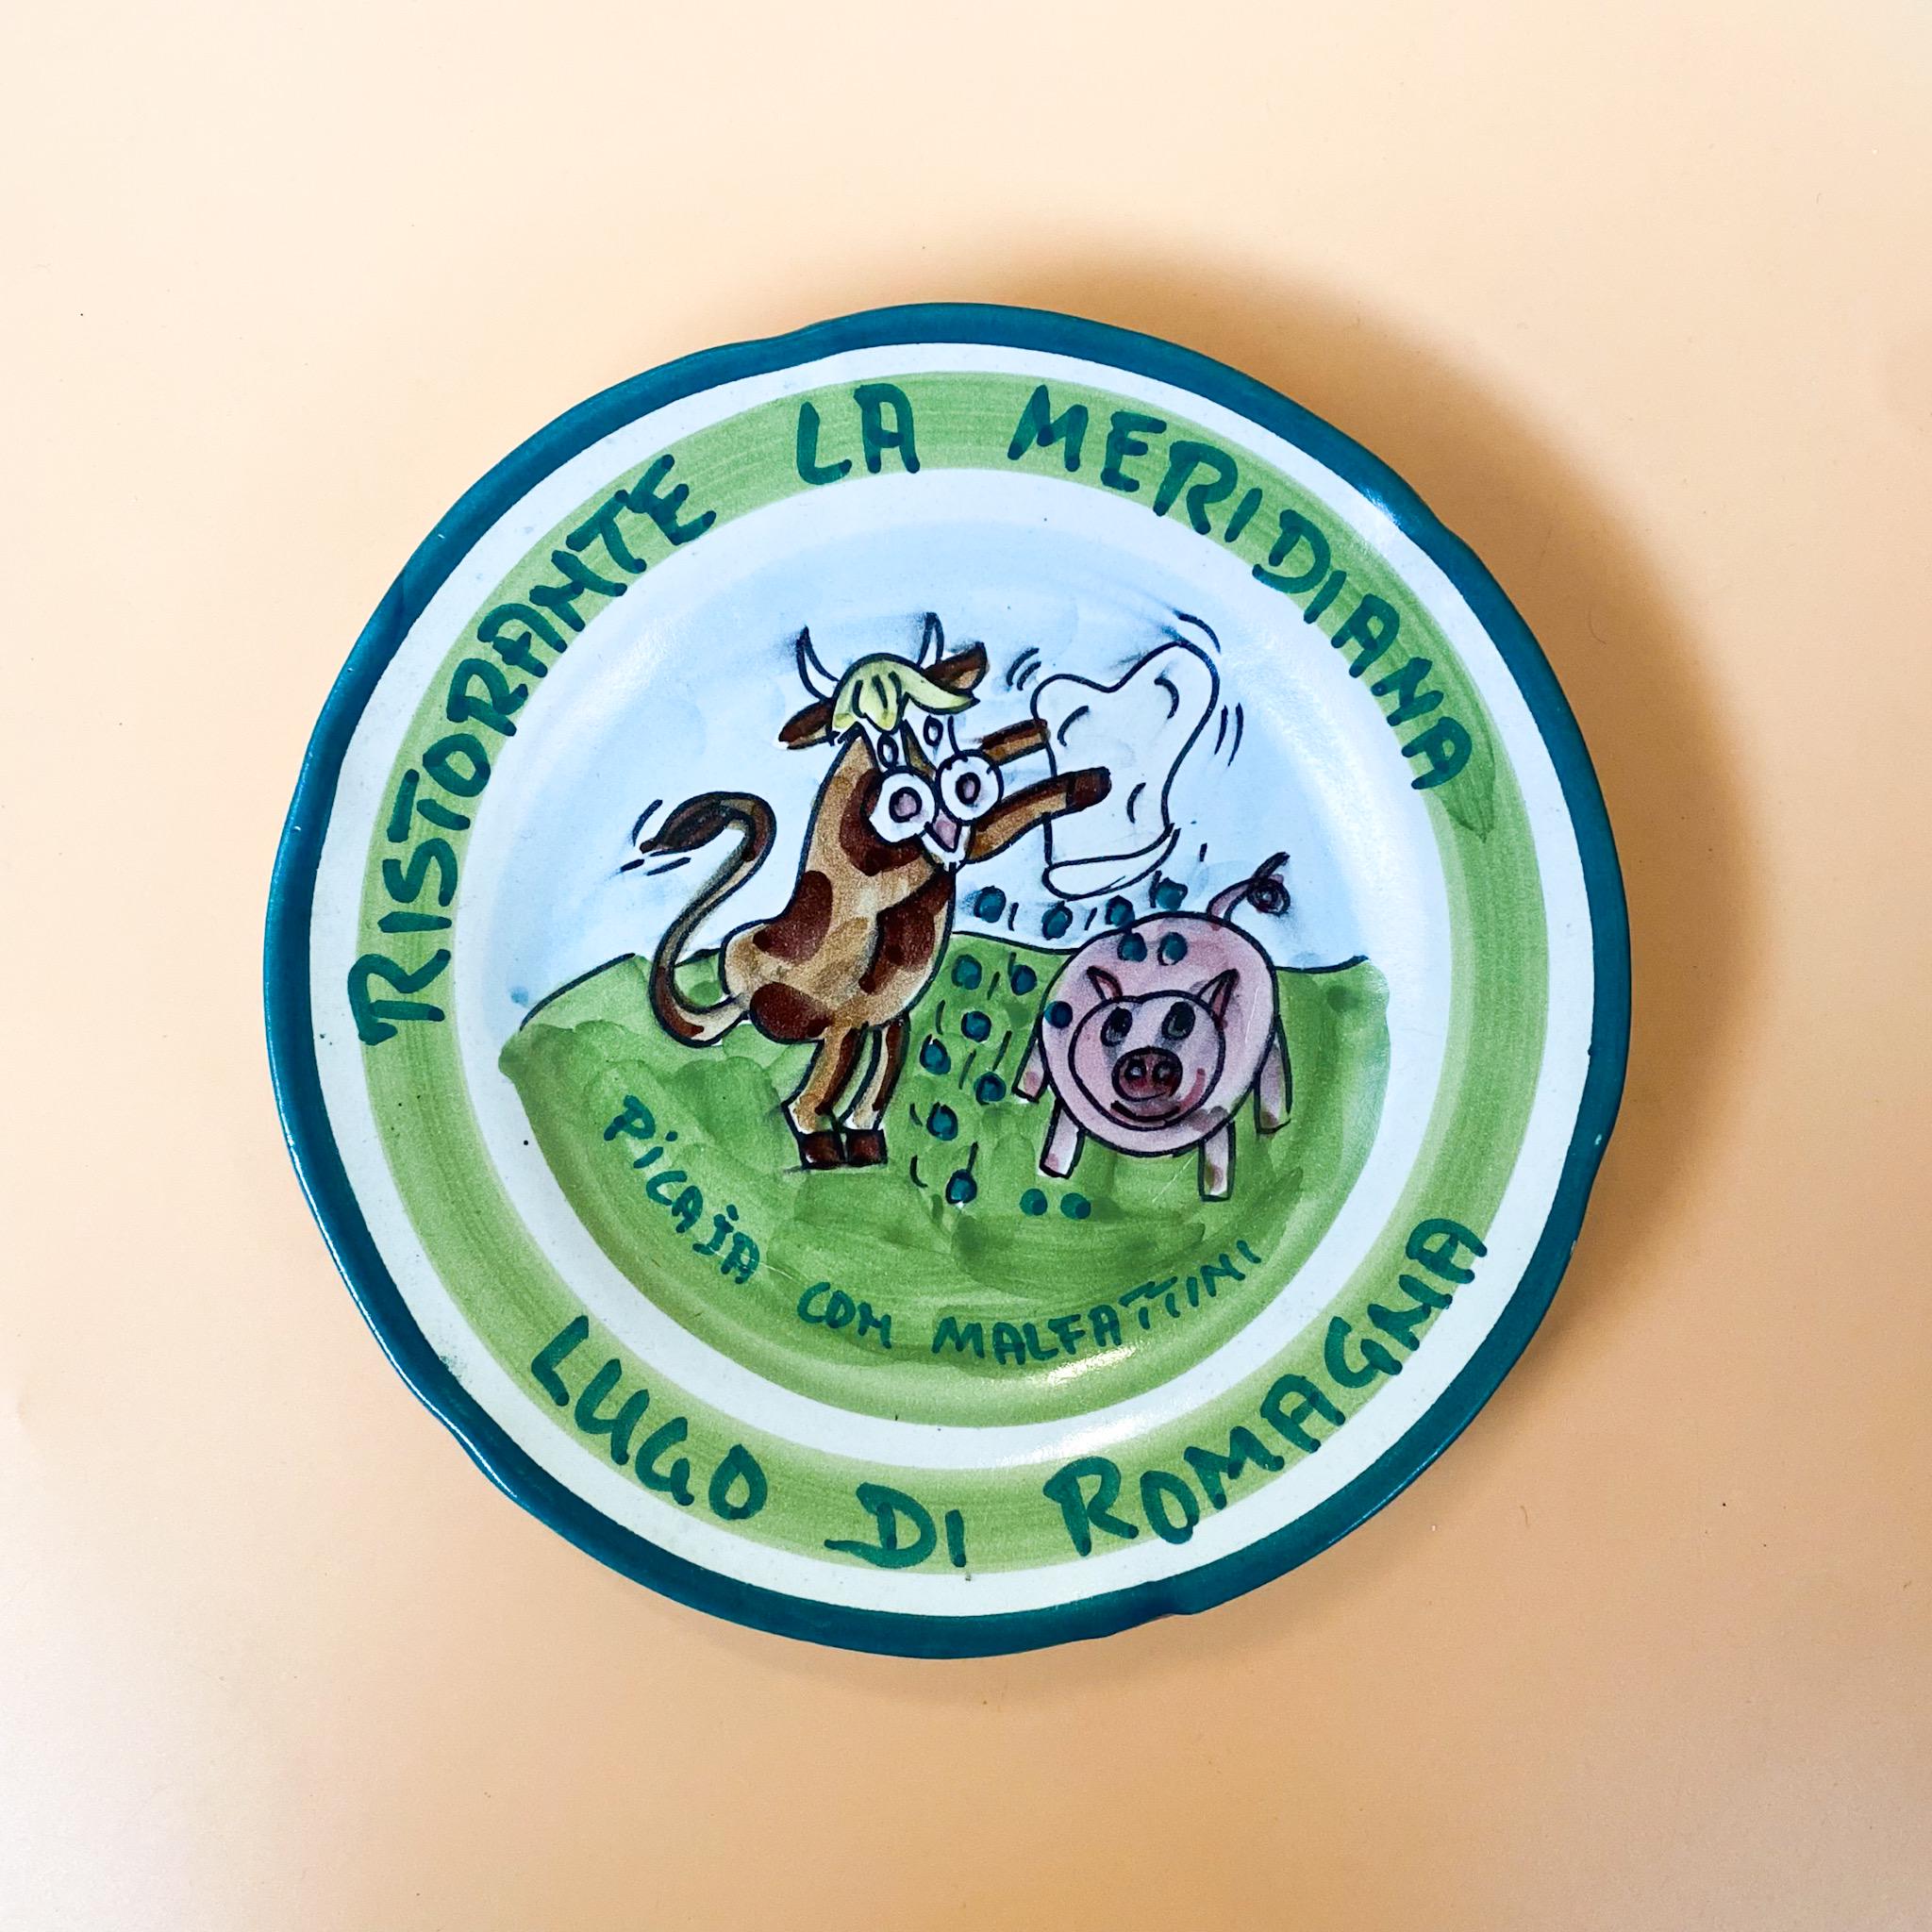 RISTORANTE LA MERIDIANA
PICAJA CON MALFATTINI
LUGO DI ROMAGNA